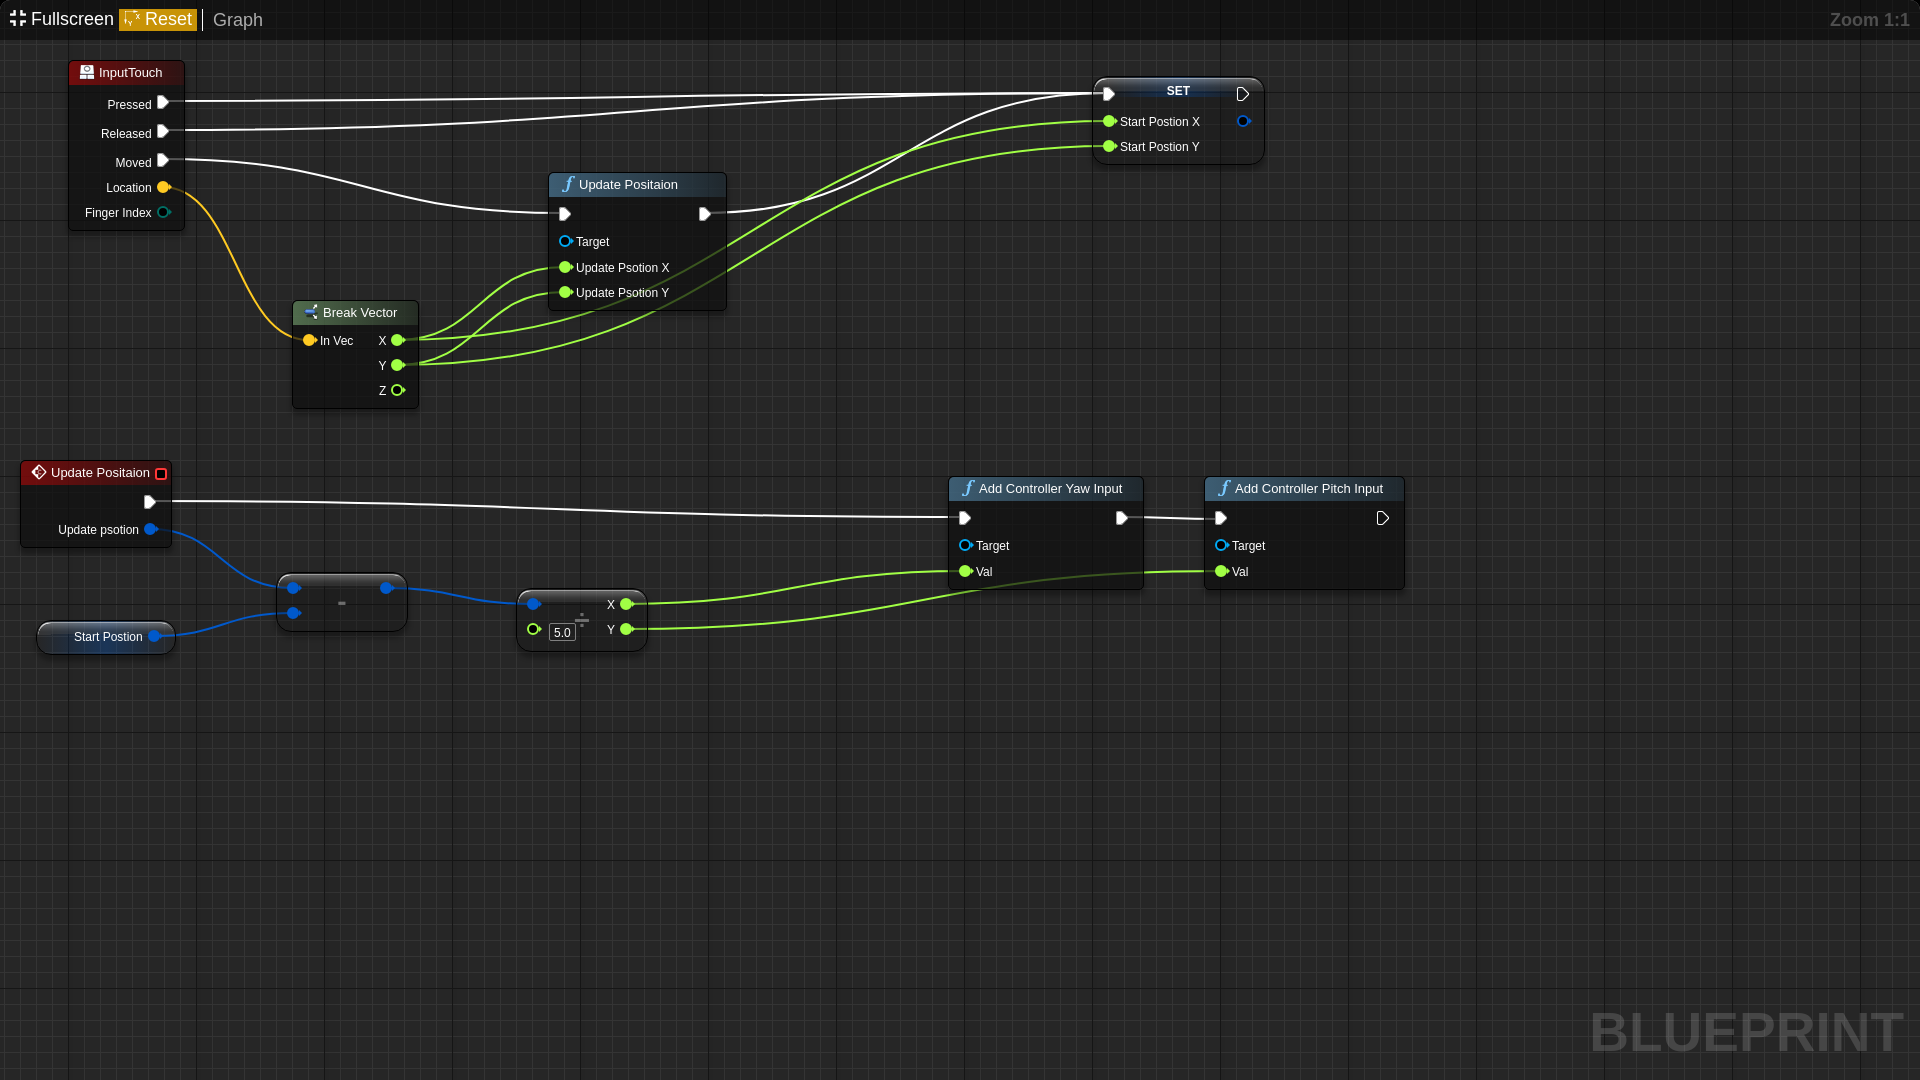 Fullscreen Reset Graph
Zoom 1:1
InputTouch
Pressed
Released
Moved
Location
Finger Index
SET
Start Postion X
Start Postion Y
Update Positaion
Target
Update Psotion X
Update Psotion Y
Break Vector
In Vec X
Y
Z
Update Positaion
Update psotion
Start Postion
-
X
5.0 ÷ Y
Add Controller Yaw Input
Target
Val
Add Controller Pitch Input
Target
Val
BLUEPRINT